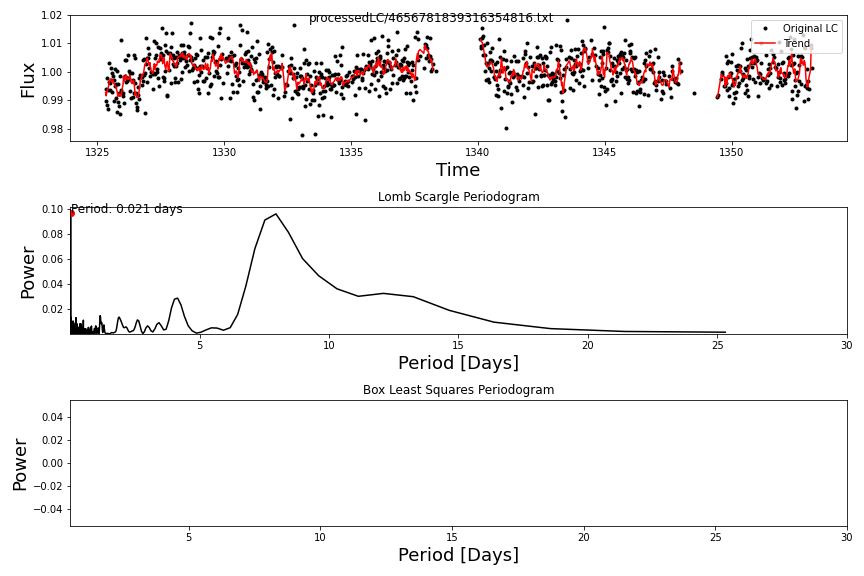 processedLC/4656781839316354816.txt
Original LC
Trend
1.02
1.01
1.00
0.99
0.98
Flux
1325 1330 1335 1340 1345 1350
Time
Lomb Scargle Periodogram
Period: 0.021 days
0.10
0.08
0.06
0.04
0.02
Power
5 10 15 20 25 30
Period [Days]
Box Least Squares Periodogram
0.04
0.02
0.00
−0.02
−0.04
Power
5 10 15 20 25 30
Period [Days]